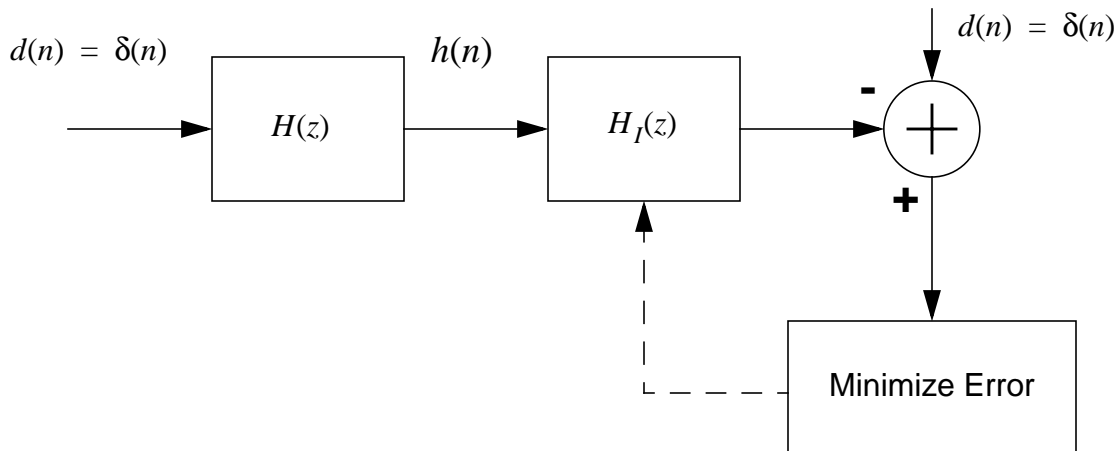 d(n) = δ(n)
h(n)
d(n) = δ(n)
H(z)
H_I(z)
-
+
+
Minimize Error